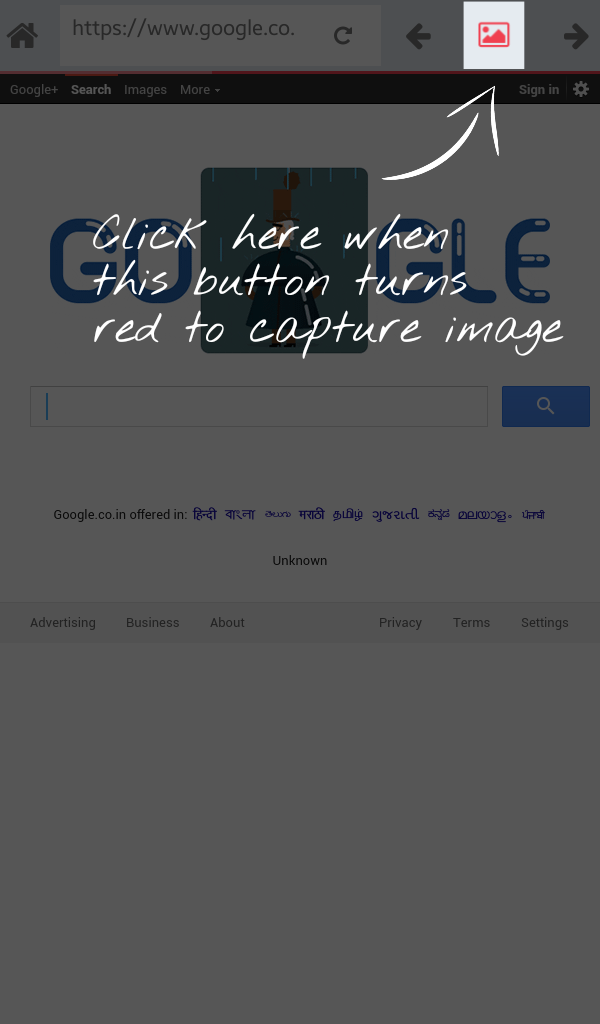 https://www.google.co.
Google+ Search Images More Sign in
GO GLE
Click here when
this button turns
red to capture image
Google.co.in offered in: हिन्दी বাংলা తెలుగు मराठी தமிழ் ગુજરાતી ಕನ್ನಡ മലയാളം ਪੰਜਾਬੀ
Unknown
Advertising Business About Privacy Terms Settings